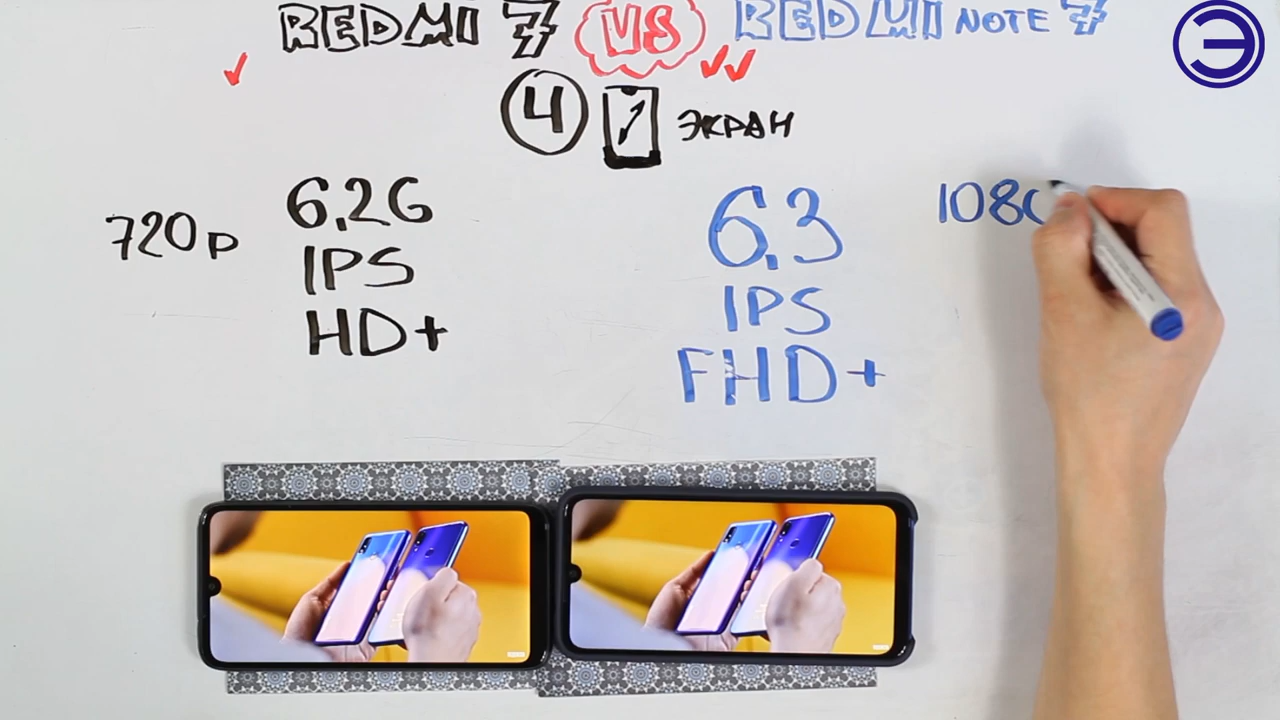 REDMI 7 VS REDMI NOTE 7
Э
4 ЭКРАН
720p
6,26
IPS
HD+
6,3
IPS
FHD+
1080